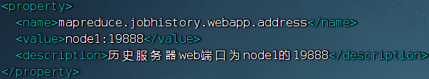 <property>
<name>mapreduce.jobhistory.webapp.address</name>
<value>node1:19888</value>
<description>历史服务器web端口为node1的19888</description>
</property>